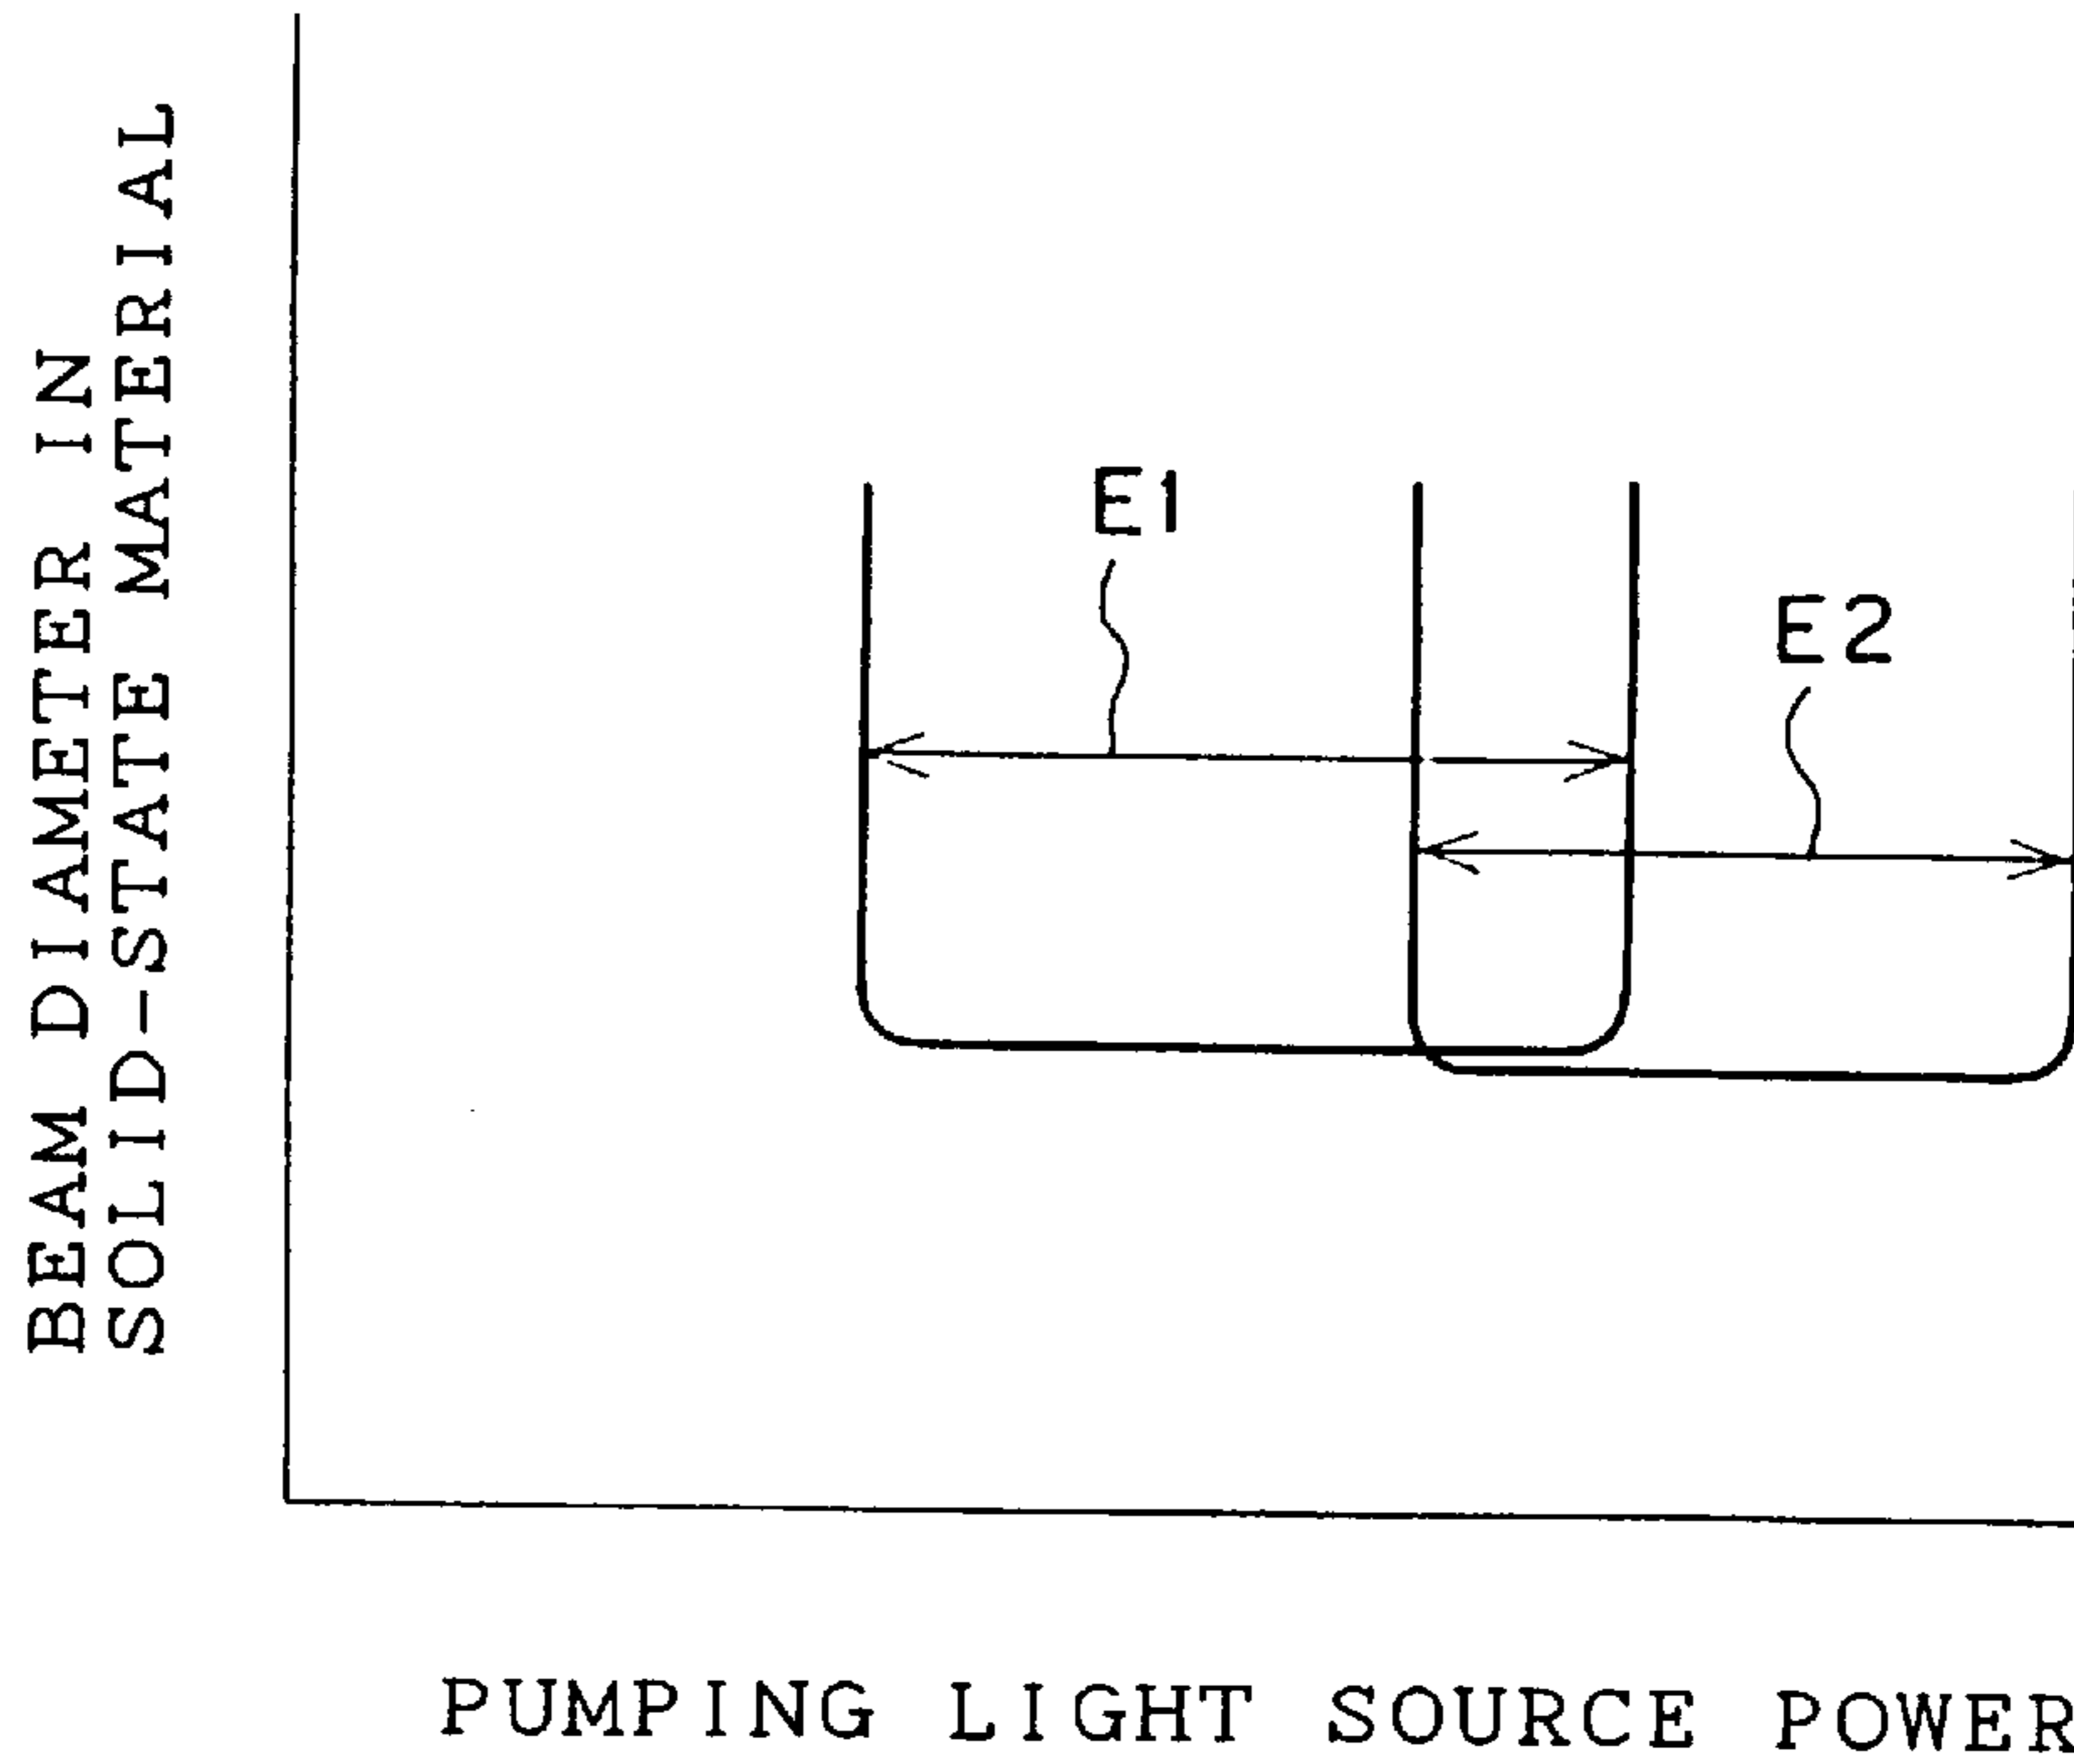 BEAM DIAMETER IN
SOLID-STATE MATERIAL
E1
E2
PUMPING LIGHT SOURCE POWER